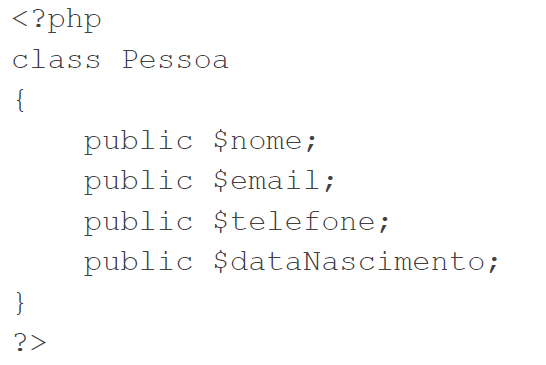 <?php
class Pessoa
{
    public $nome;
    public $email;
    public $telefone;
    public $dataNascimento;
}
?>